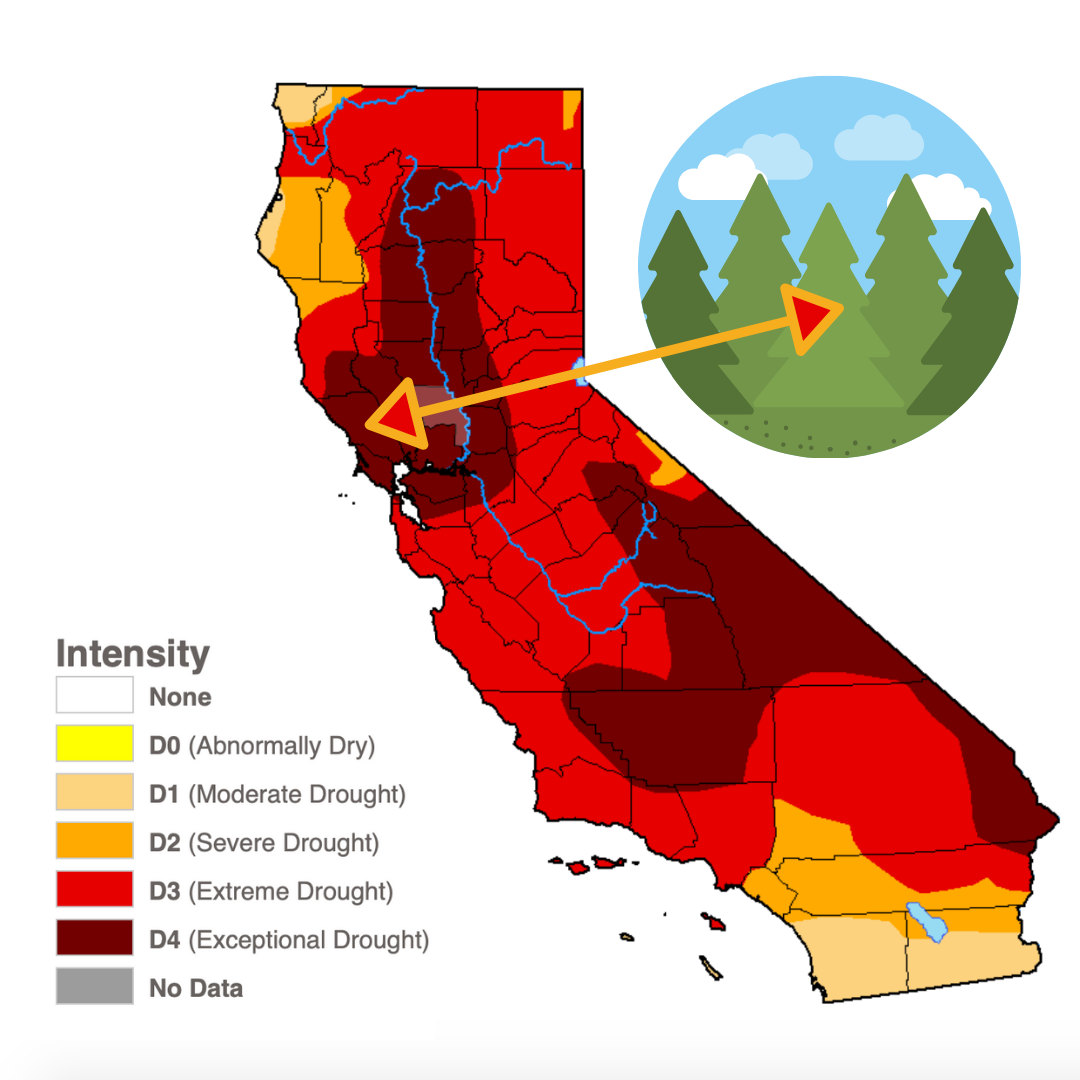 Intensity
None
D0 (Abnormally Dry)
D1 (Moderate Drought)
D2 (Severe Drought)
D3 (Extreme Drought)
D4 (Exceptional Drought)
No Data